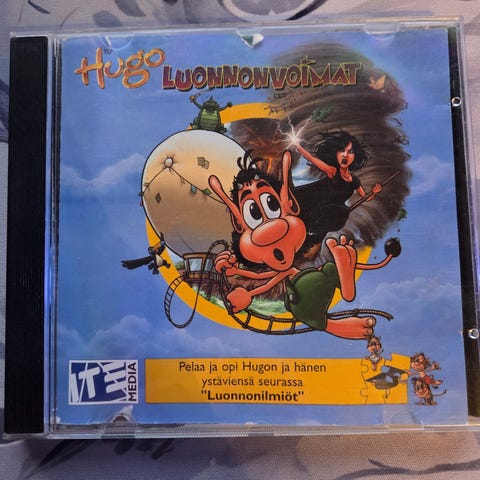 Hugo
LUONNONVOIMAT
Pelaa ja opi Hugon ja hänen
ystäviensä seurassa
"Luonnonilmiöt"
ITE
MEDIA